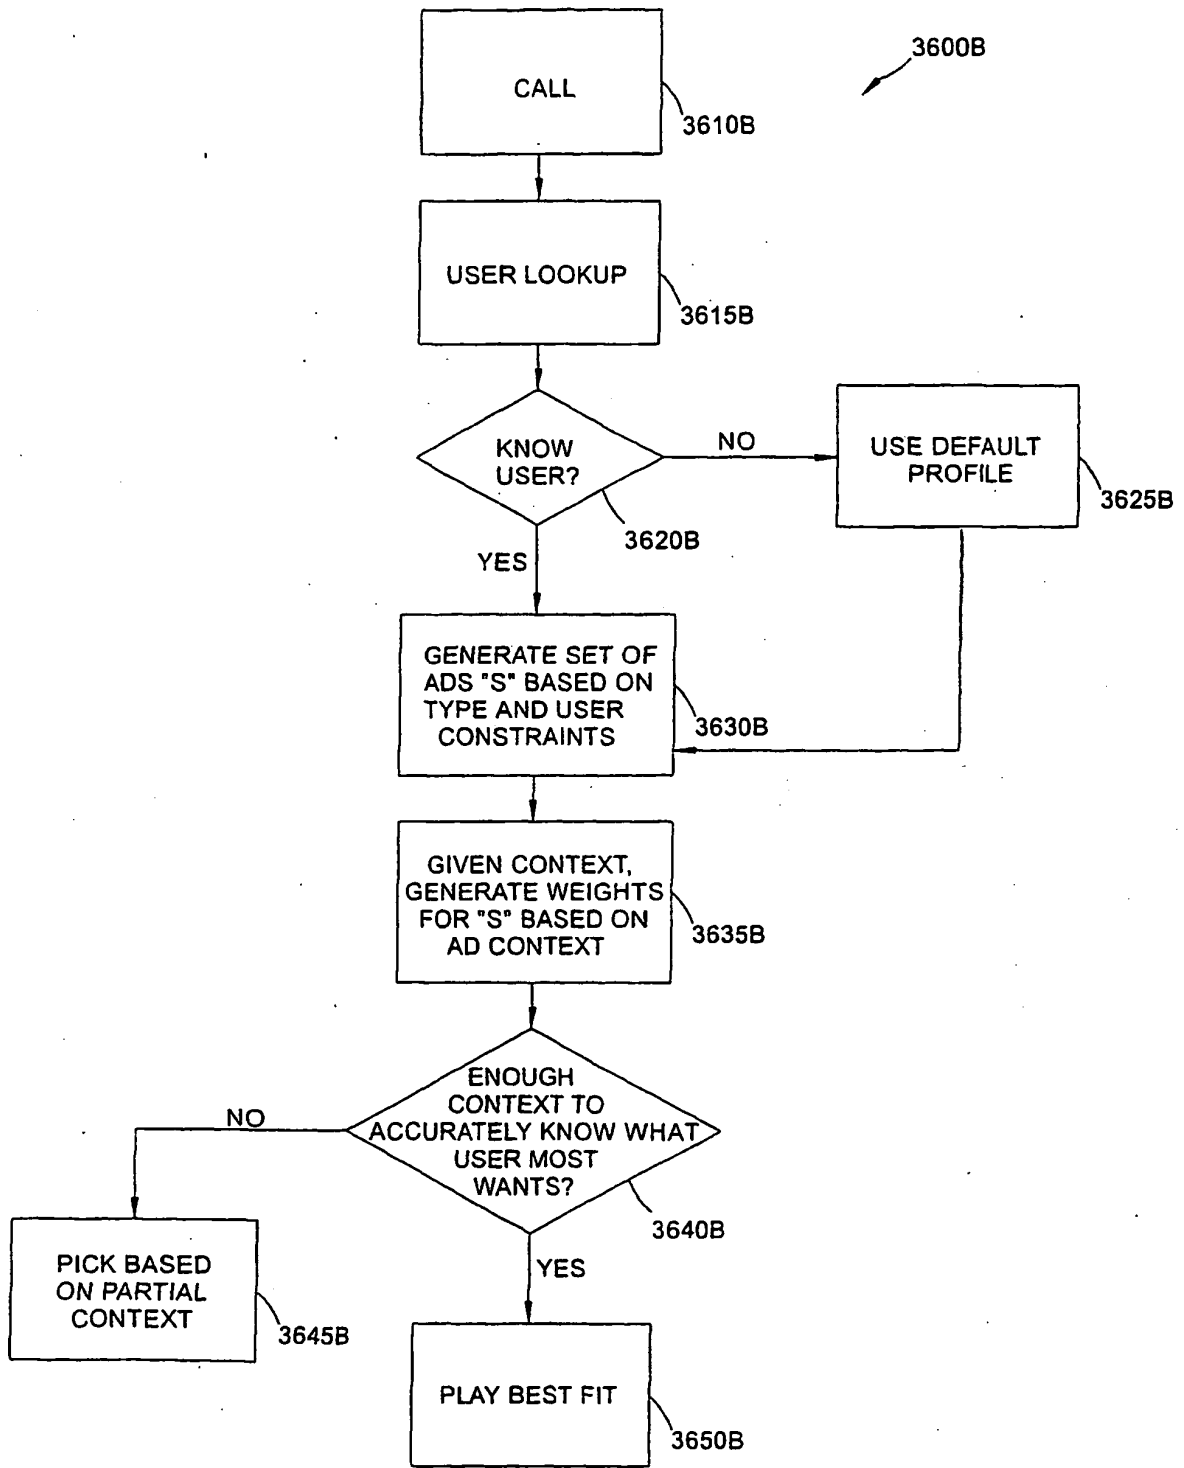 3600B
CALL
3610B
USER LOOKUP
3615B
KNOW
USER?
NO
USE DEFAULT
PROFILE
3625B
3620B
YES
GENERATE SET OF
ADS "S" BASED ON
TYPE AND USER
CONSTRAINTS
3630B
GIVEN CONTEXT,
GENERATE WEIGHTS
FOR "S" BASED ON
AD CONTEXT
3635B
ENOUGH
CONTEXT TO
ACCURATELY KNOW WHAT
USER MOST
WANTS?
NO
3640B
YES
PICK BASED
ON PARTIAL
CONTEXT
3645B
PLAY BEST FIT
3650B